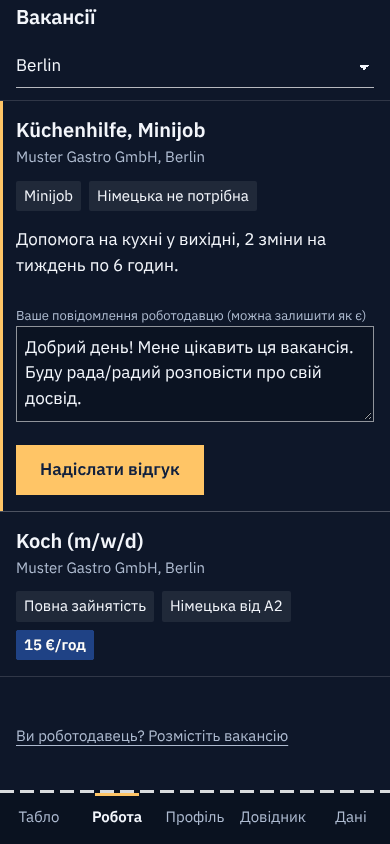 Вакансії
Berlin
Küchenhilfe, Minijob
Muster Gastro GmbH, Berlin
Minijob
Німецька не потрібна
Допомога на кухні у вихідні, 2 зміни на
тиждень по 6 годин.
Ваше повідомлення роботодавцю (можна залишити як є)
Добрий день! Мене цікавить ця вакансія.
Буду рада/радий розповісти про свій
досвід.
Надіслати відгук
Koch (m/w/d)
Muster Gastro GmbH, Berlin
Повна зайнятість
Німецька від A2
15 €/год
Ви роботодавець? Розмістіть вакансію
Табло
Робота
Профіль
Довідник
Дані